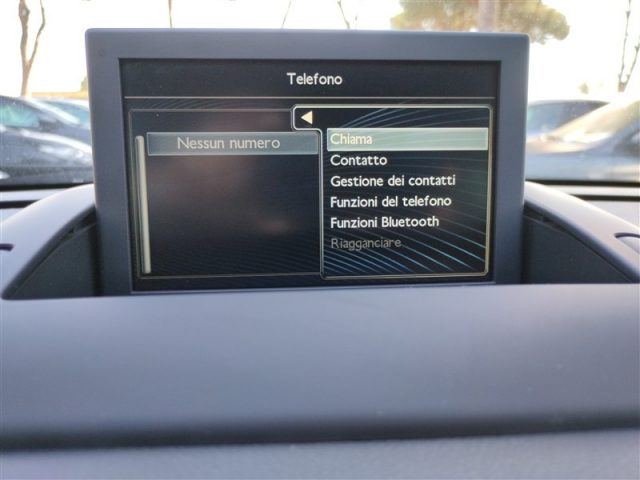 Telefono
Nessun numero
Chiama
Contatto
Gestione dei contatti
Funzioni del telefono
Funzioni Bluetooth
Riagganciare